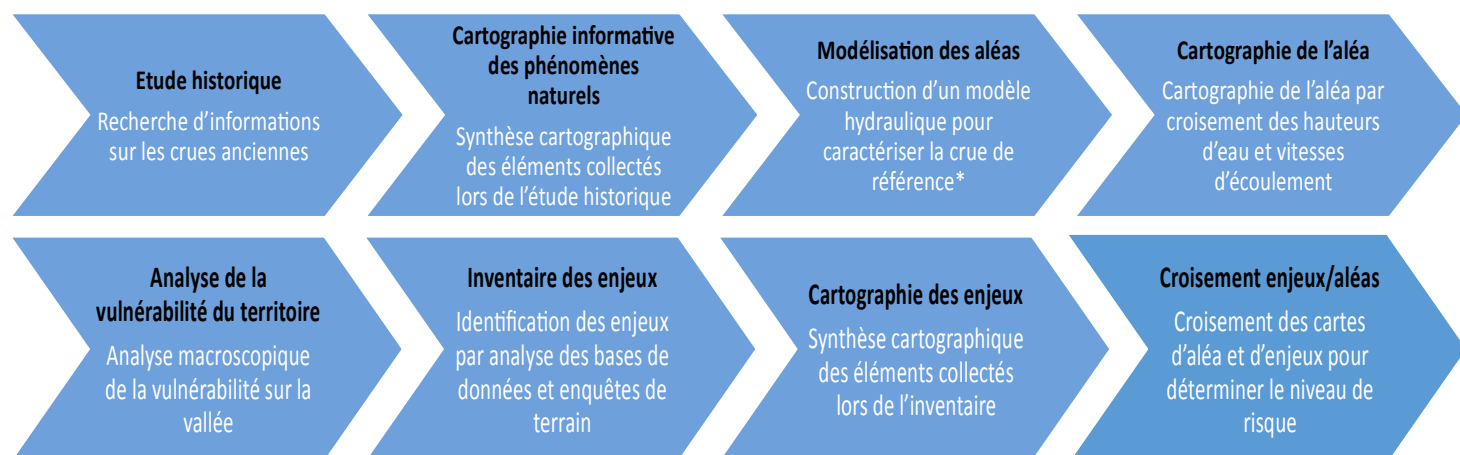 Etude historique
Recherche d'informations
sur les crues anciennes
Cartographie informative
des phénomènes
naturels
Synthèse cartographique
des éléments collectés
lors de l'étude historique
Modélisation des aléas
Construction d'un modèle
hydraulique pour
caractériser la crue de
référence*
Cartographie de l'aléa
Cartographie de l'aléa par
croisement des hauteurs
d'eau et vitesses
d'écoulement
Analyse de la
vulnérabilité du territoire
Analyse macroscopique
de la vulnérabilité sur la
vallée
Inventaire des enjeux
Identification des enjeux
par analyse des bases de
données et enquêtes de
terrain
Cartographie des enjeux
Synthèse cartographique
des éléments collectés
lors de l'inventaire
Croisement enjeux/aléas
Croisement des cartes
d'aléa et d'enjeux pour
déterminer le niveau de
risque